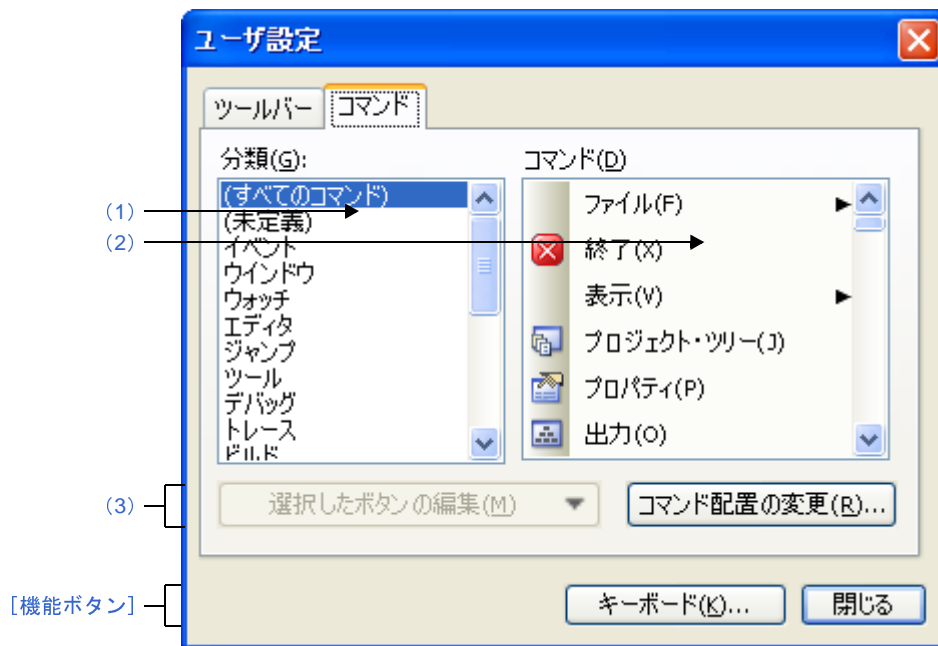 ユーザ設定
ツールバー
コマンド
分類(G):
(すべてのコマンド)
(未定義)
イベント
ウインドウ
ウォッチ
エディタ
ジャンプ
ツール
デバッグ
トレース
ビルド
コマンド(D)
ファイル(F)
終了(X)
表示(V)
プロジェクト・ツリー(J)
プロパティ(P)
出力(O)
(1)
(2)
(3)
選択したボタンの編集(M)
コマンド配置の変更(R)...
[機能ボタン]
キーボード(K)...
閉じる